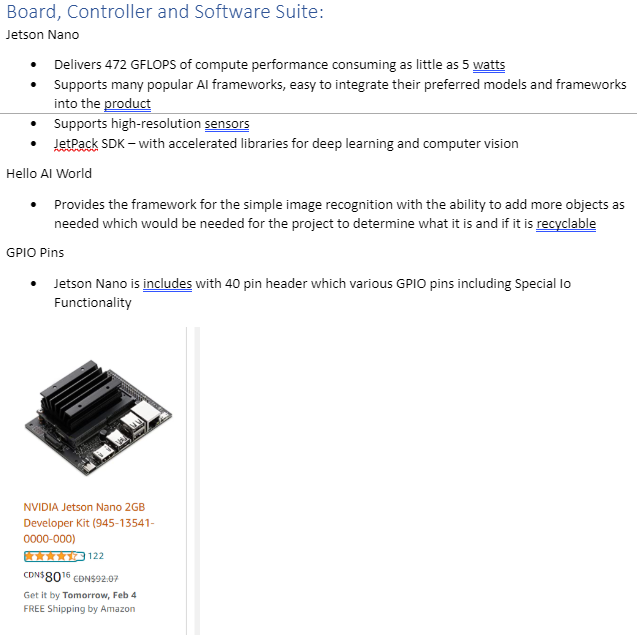 Board, Controller and Software Suite:
Jetson Nano
• Delivers 472 GFLOPS of compute performance consuming as little as 5 watts
• Supports many popular AI frameworks, easy to integrate their preferred models and frameworks
into the product
• Supports high-resolution sensors
• JetPack SDK – with accelerated libraries for deep learning and computer vision
Hello AI World
• Provides the framework for the simple image recognition with the ability to add more objects as
needed which would be needed for the project to determine what it is and if it is recyclable
GPIO Pins
• Jetson Nano is includes with 40 pin header which various GPIO pins including Special Io
Functionality
NVIDIA Jetson Nano 2GB
Developer Kit (945-13541-
0000-000)
122
CDN$8016 CDN$92.07
Get it by Tomorrow, Feb 4
FREE Shipping by Amazon